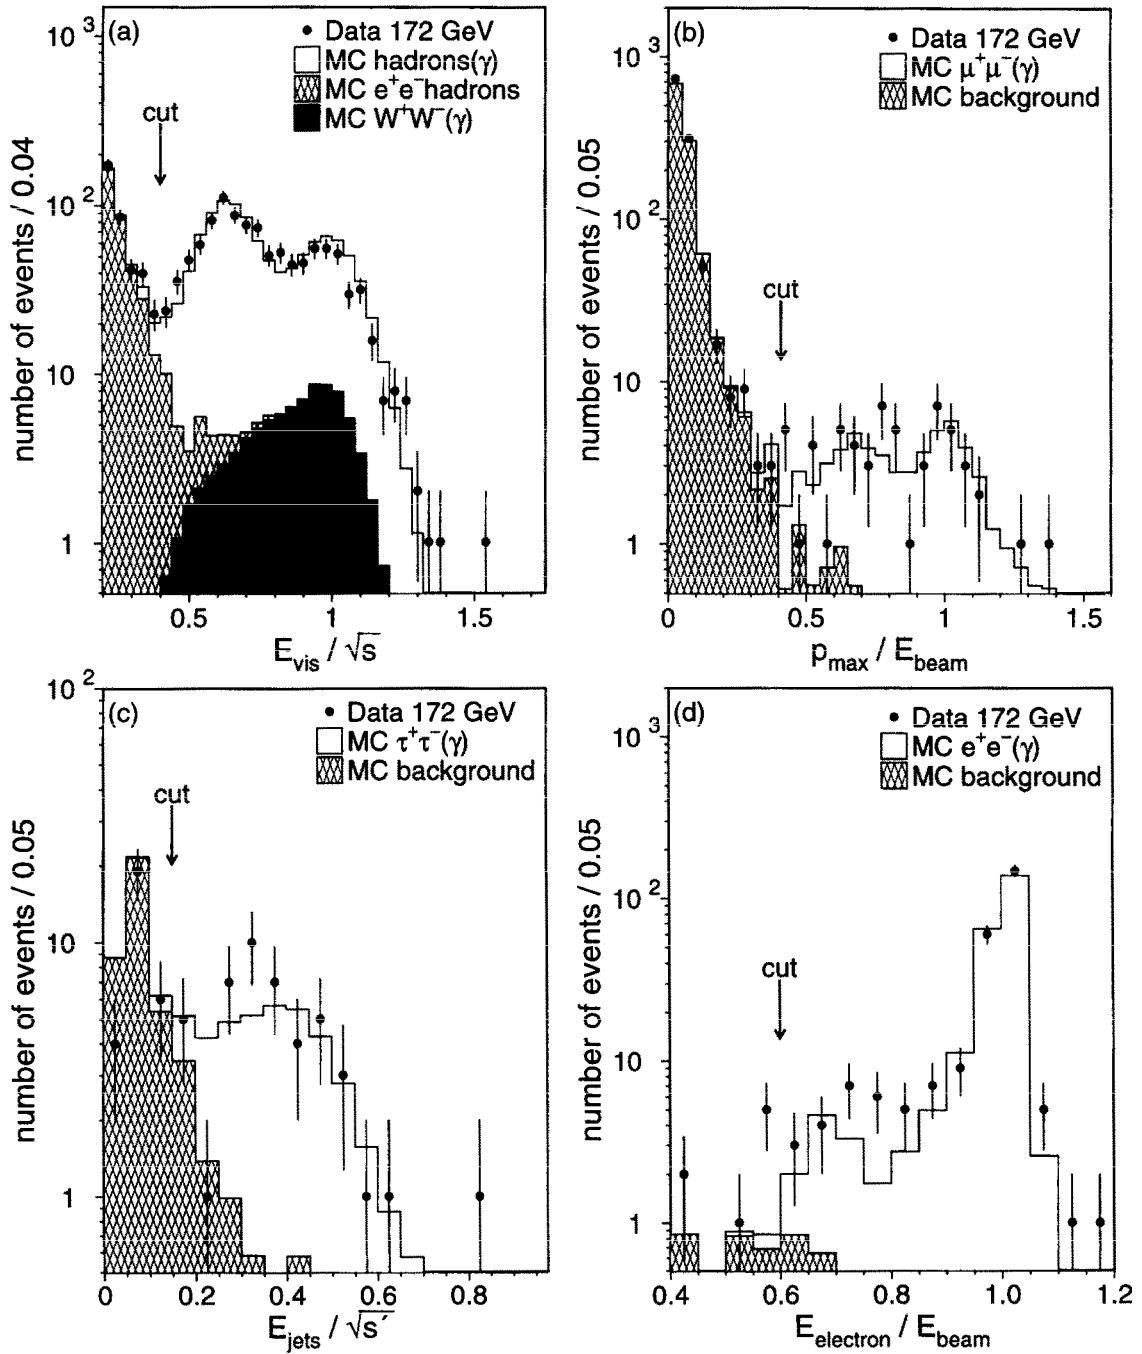 (a)
Data 172 GeV
MC hadrons(γ)
MC e⁺e⁻hadrons
MC W⁺W⁻(γ)
cut
number of events / 0.04
10³
10²
10
1
0.5
1
1.5
E_vis / √s
(b)
Data 172 GeV
MC μ⁺μ⁻(γ)
MC background
cut
number of events / 0.05
10³
10²
10
1
0
0.5
1
1.5
p_max / E_beam
(c)
Data 172 GeV
MC τ⁺τ⁻(γ)
MC background
cut
number of events / 0.05
10²
10
1
0
0.2
0.4
0.6
0.8
E_jets / √s′
(d)
Data 172 GeV
MC e⁺e⁻(γ)
MC background
cut
number of events / 0.05
10³
10²
10
1
0.4
0.6
0.8
1.0
1.2
E_electron / E_beam